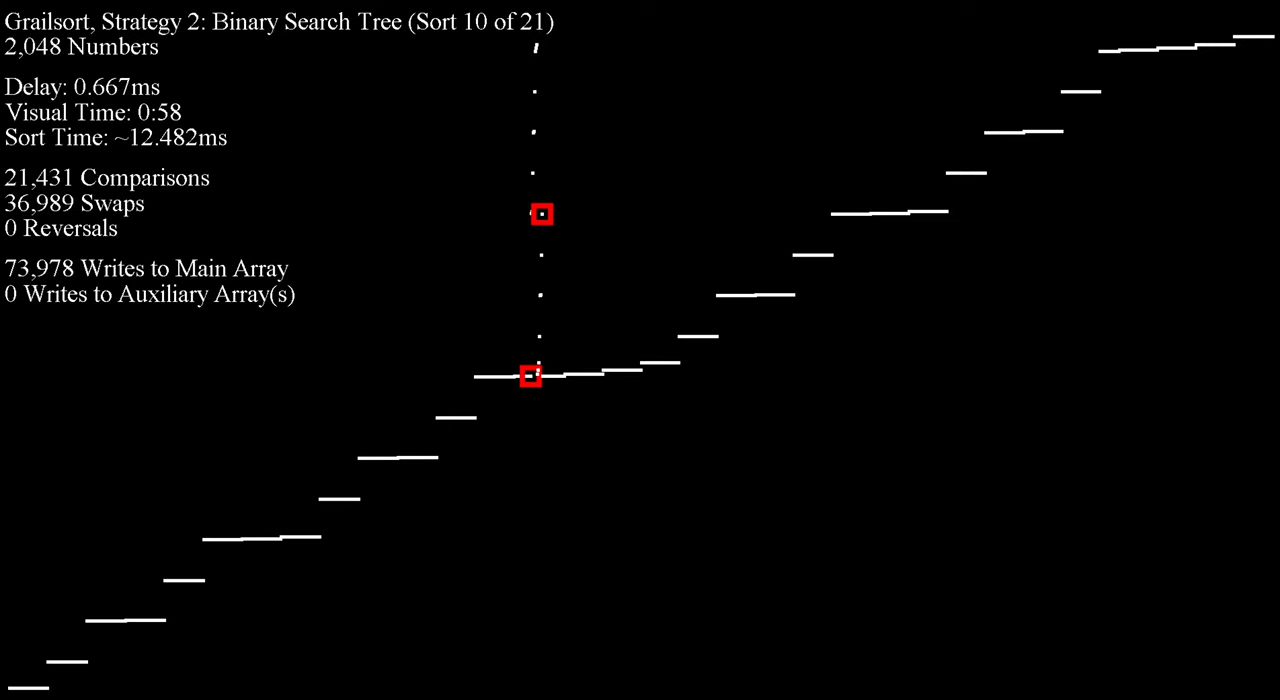 Grailsort, Strategy 2: Binary Search Tree (Sort 10 of 21)
2,048 Numbers
Delay: 0.667ms
Visual Time: 0:58
Sort Time: ~12.482ms
21,431 Comparisons
36,989 Swaps
0 Reversals
73,978 Writes to Main Array
0 Writes to Auxiliary Array(s)